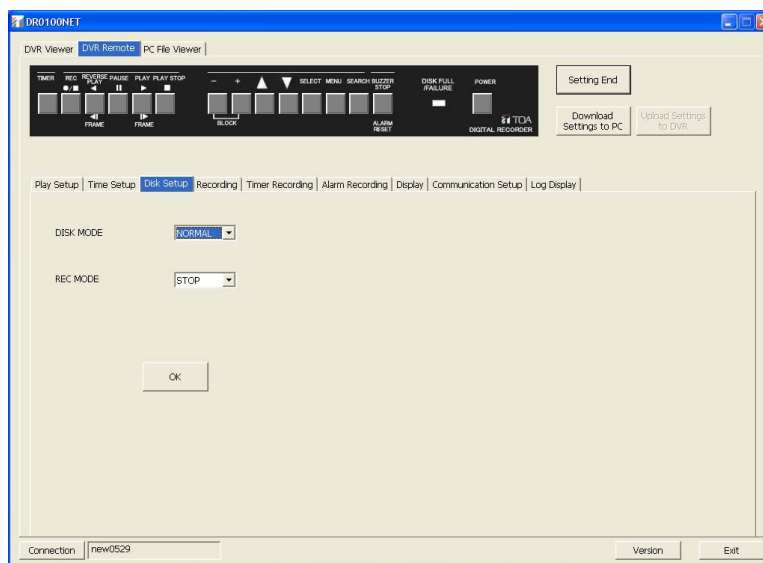 DR0100NET
DVR Viewer DVR Remote PC File Viewer
TIMER REC REVERSE PLAY PAUSE PLAY PLAY STOP - + SELECT MENU SEARCH BUZZER STOP DISK FULL /FAILURE POWER
FRAME FRAME BLOCK ALARM RESET TOA DIGITAL RECORDER
Setting End
Download Settings to PC Upload Settings to DVR
Play Setup Time Setup Disk Setup Recording Timer Recording Alarm Recording Display Communication Setup Log Display
DISK MODE NORMAL
REC MODE STOP
OK
Connection new0529 Version Exit